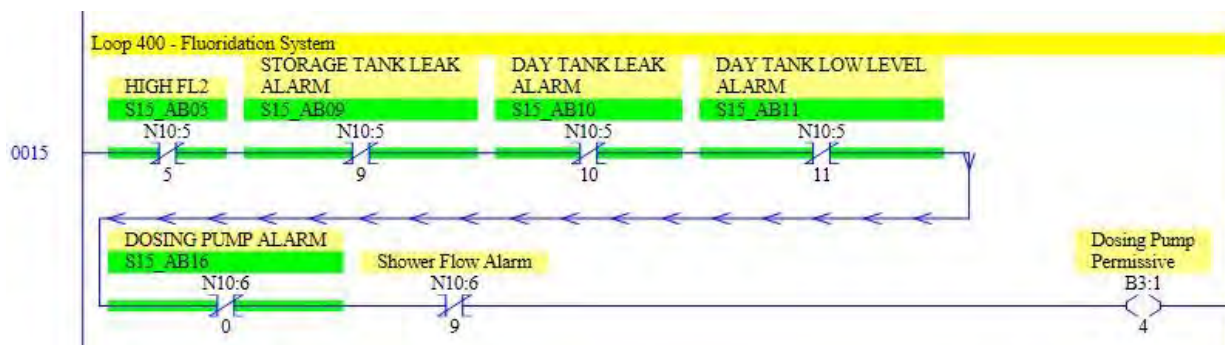 Loop 400 - Fluoridation System
HIGH FL2
S15_AB05
N10:5
5
STORAGE TANK LEAK
ALARM
S15_AB09
N10:5
9
DAY TANK LEAK
ALARM
S15_AB10
N10:5
10
DAY TANK LOW LEVEL
ALARM
S15_AB11
N10:5
11
0015
DOSING PUMP ALARM
S15_AB16
N10:6
0
Shower Flow Alarm
N10:6
9
Dosing Pump
Permissive
B3:1
4